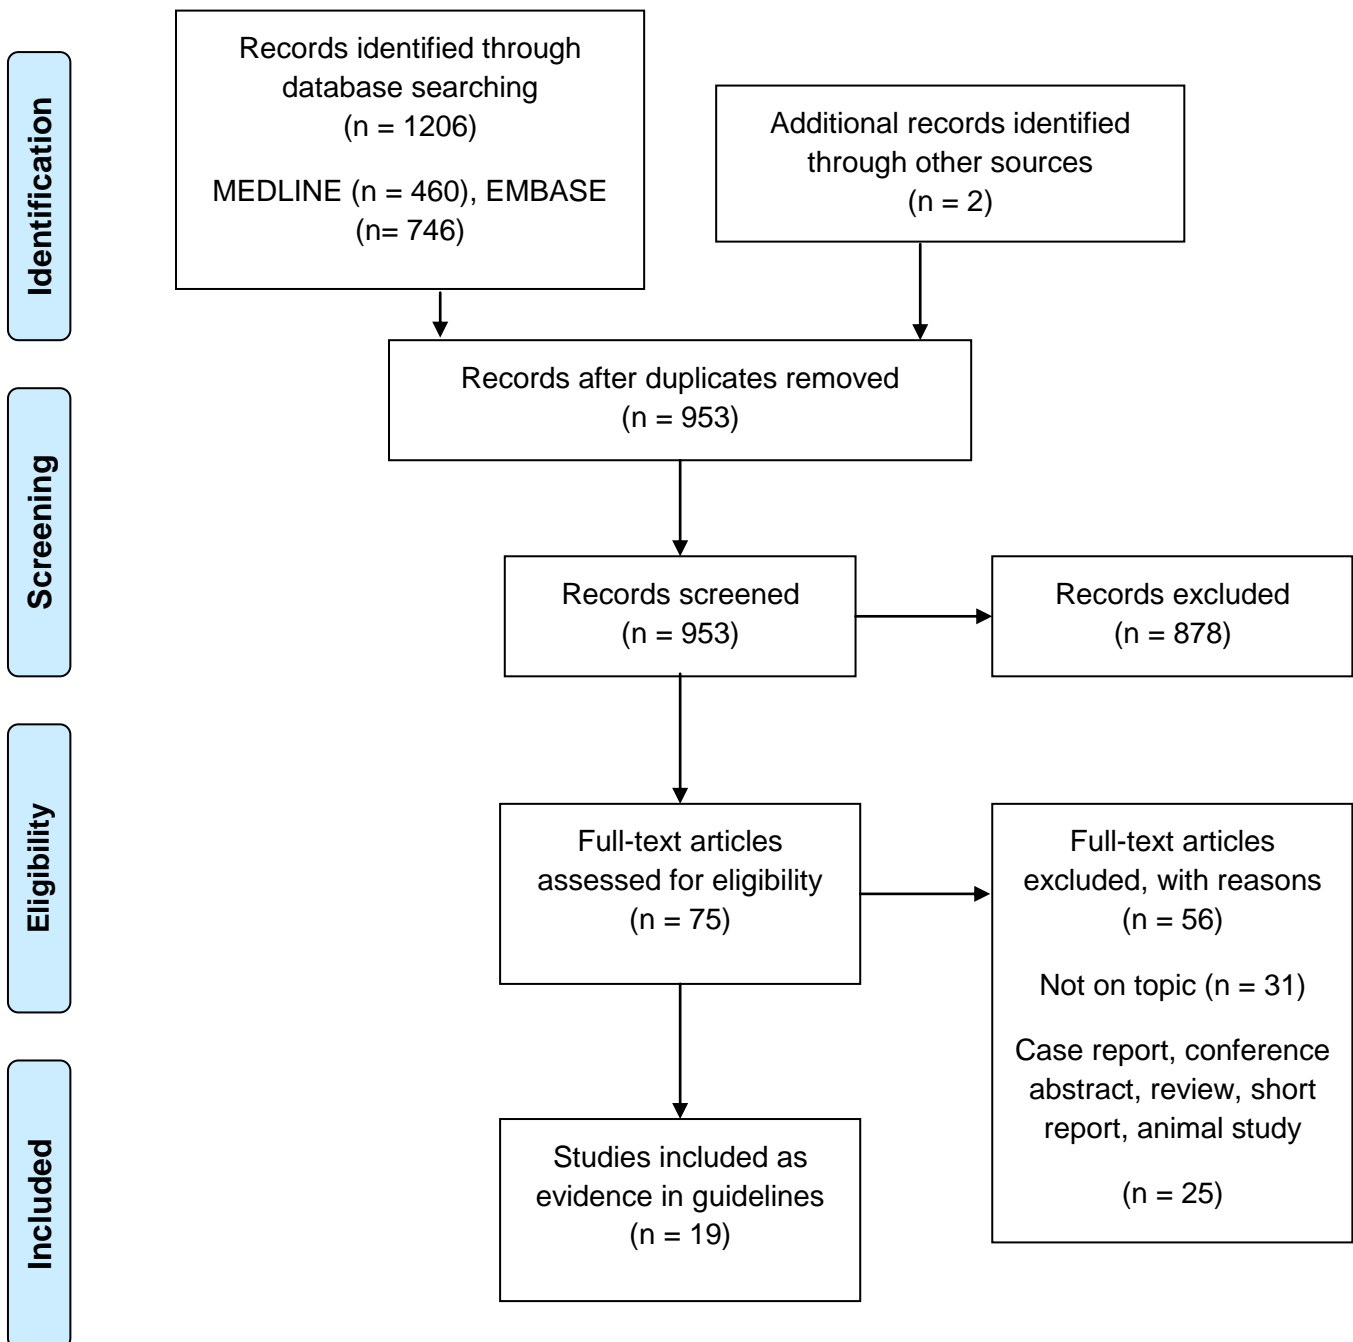 Identification
Records identified through
database searching
(n = 1206)
MEDLINE (n = 460), EMBASE
(n= 746)
Additional records identified
through other sources
(n = 2)
Records after duplicates removed
(n = 953)
Screening
Records screened
(n = 953)
Records excluded
(n = 878)
Eligibility
Full-text articles
assessed for eligibility
(n = 75)
Full-text articles
excluded, with reasons
(n = 56)
Not on topic (n = 31)
Case report, conference
abstract, review, short
report, animal study
(n = 25)
Included
Studies included as
evidence in guidelines
(n = 19)